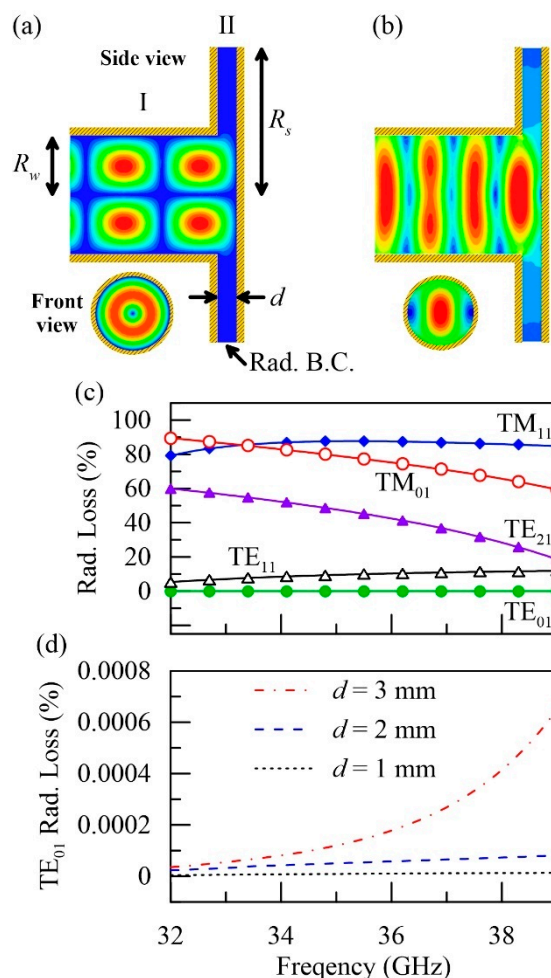 (a)
II
(b)
Side view
I
R_s
R_w
Front
view
d
Rad. B.C.
(c)
100
80
60
40
20
0
Rad. Loss (%)
TM₁₁
TM₀₁
TE₂₁
TE₁₁
TE₀₁
(d)
0.0008
0.0006
0.0004
0.0002
0
TE₀₁ Rad. Loss (%)
d = 3 mm
d = 2 mm
d = 1 mm
32 34 36 38
Freqency (GHz)